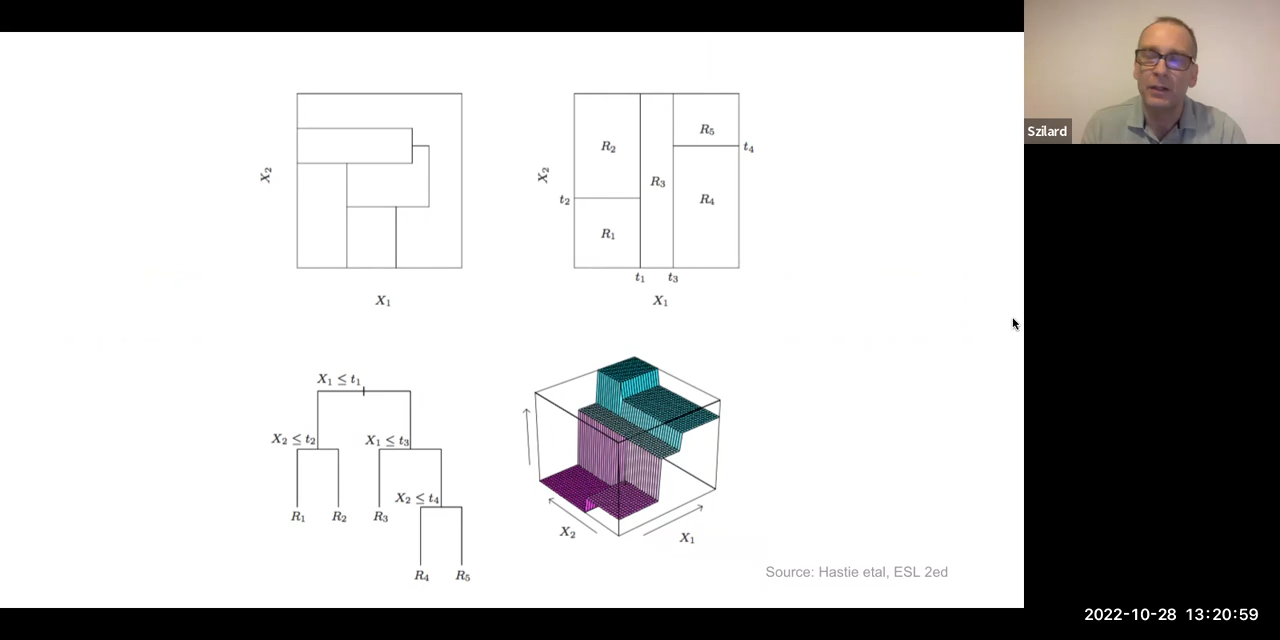 Szilard
X₂
X₁
X₂
t₂
R₂
R₁
R₃
R₅
R₄
t₄
t₁
t₃
X₁
X₁ ≤ t₁
X₂ ≤ t₂
X₁ ≤ t₃
X₂ ≤ t₄
R₁
R₂
R₃
R₄
R₅
X₂
X₁
Source: Hastie etal, ESL 2ed
2022-10-28 13:20:59